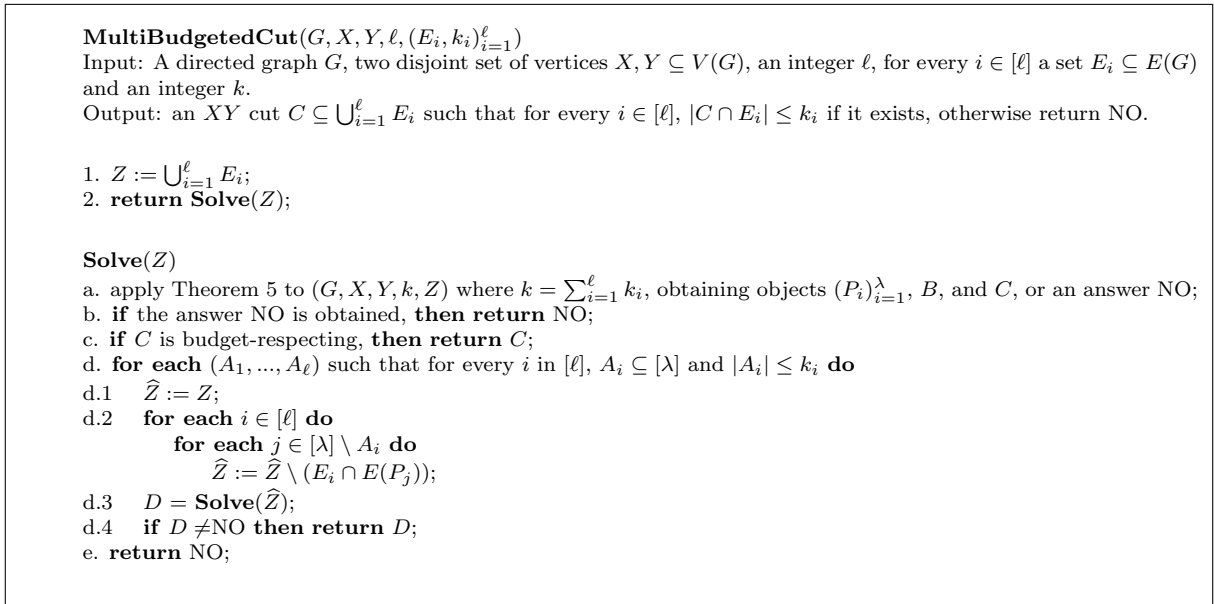 MultiBudgetedCut(G, X, Y, ℓ, (E_i, k_i)_{i=1}^ℓ)
Input: A directed graph G, two disjoint set of vertices X, Y ⊆ V(G), an integer ℓ, for every i ∈ [ℓ] a set E_i ⊆ E(G)
and an integer k.
Output: an XY cut C ⊆ ⋃_{i=1}^ℓ E_i such that for every i ∈ [ℓ], |C ∩ E_i| ≤ k_i if it exists, otherwise return NO.
1. Z := ⋃_{i=1}^ℓ E_i;
2. return Solve(Z);
Solve(Z)
a. apply Theorem 5 to (G, X, Y, k, Z) where k = ∑_{i=1}^ℓ k_i, obtaining objects (P_i)_{i=1}^λ, B, and C, or an answer NO;
b. if the answer NO is obtained, then return NO;
c. if C is budget-respecting, then return C;
d. for each (A_1, ..., A_ℓ) such that for every i in [ℓ], A_i ⊆ [λ] and |A_i| ≤ k_i do
d.1 Ẑ := Z;
d.2 for each i ∈ [ℓ] do
for each j ∈ [λ] \ A_i do
Ẑ := Ẑ \ (E_i ∩ E(P_j));
d.3 D = Solve(Ẑ);
d.4 if D ≠NO then return D;
e. return NO;